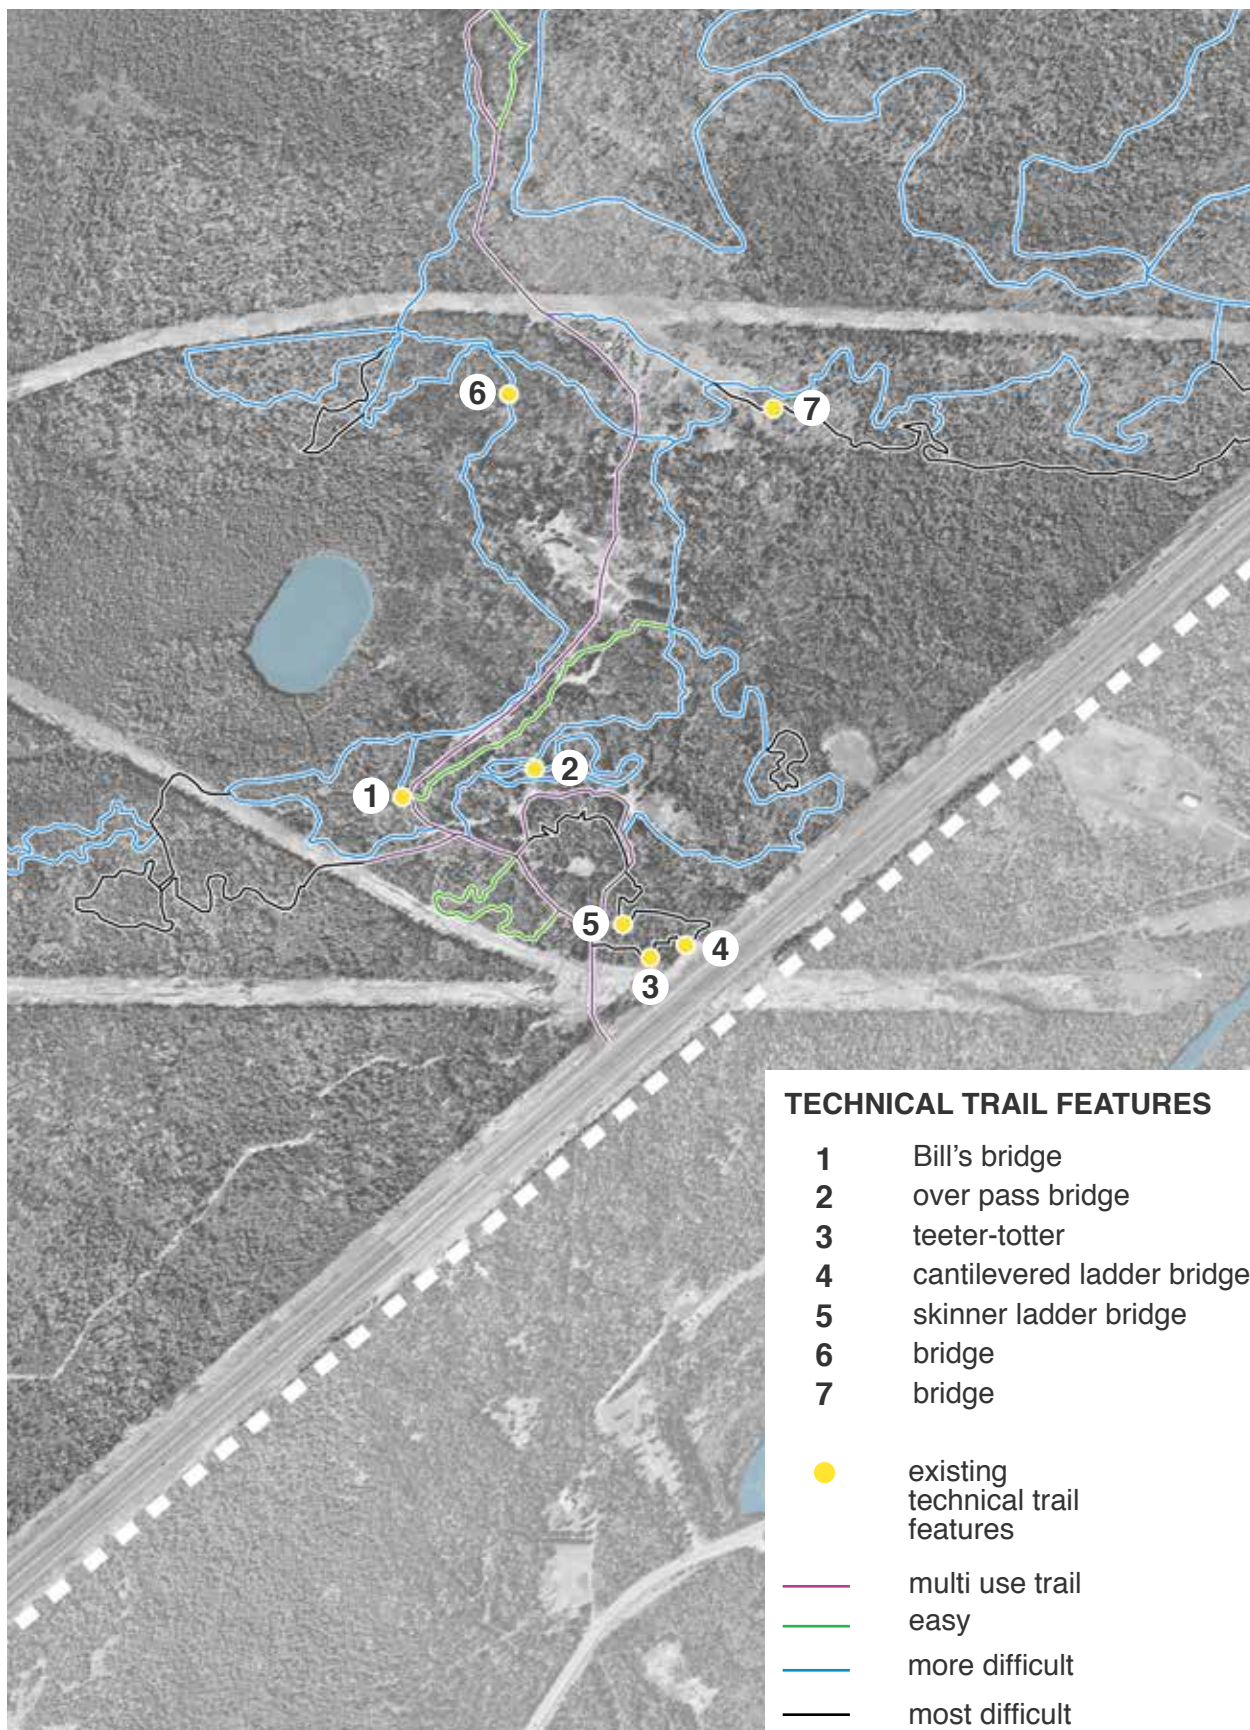 6
7
1
2
5
4
3
TECHNICAL TRAIL FEATURES
1 Bill's bridge
2 over pass bridge
3 teeter-totter
4 cantilevered ladder bridge
5 skinner ladder bridge
6 bridge
7 bridge
existing
technical trail
features
multi use trail
easy
more difficult
most difficult